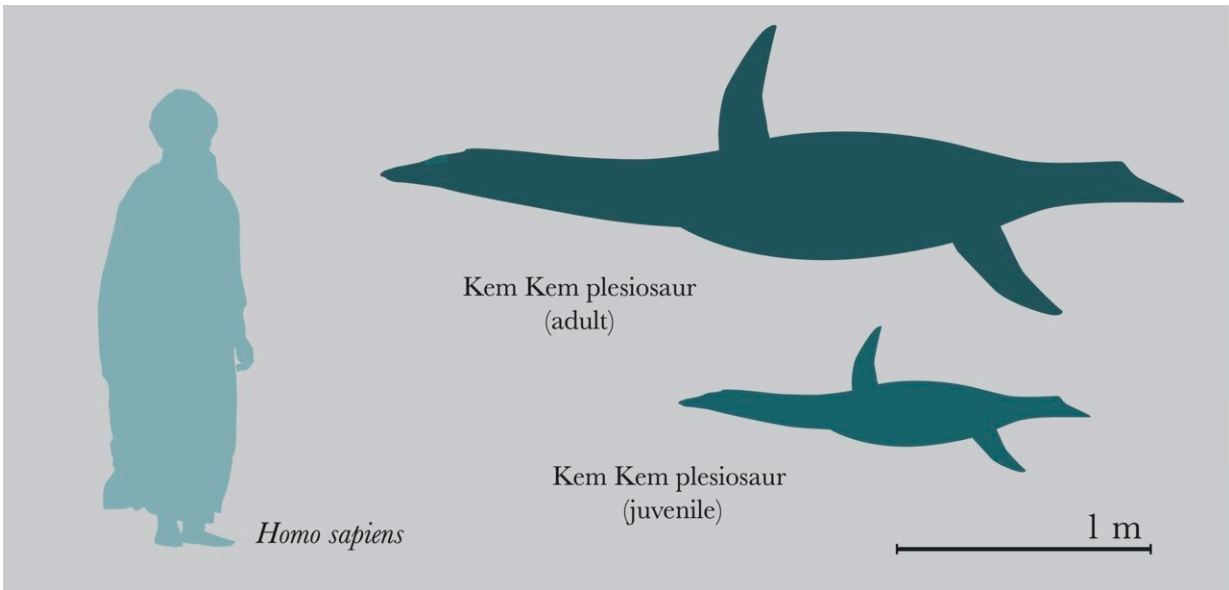 Kem Kem plesiosaur
(adult)
Kem Kem plesiosaur
(juvenile)
Homo sapiens
1 m